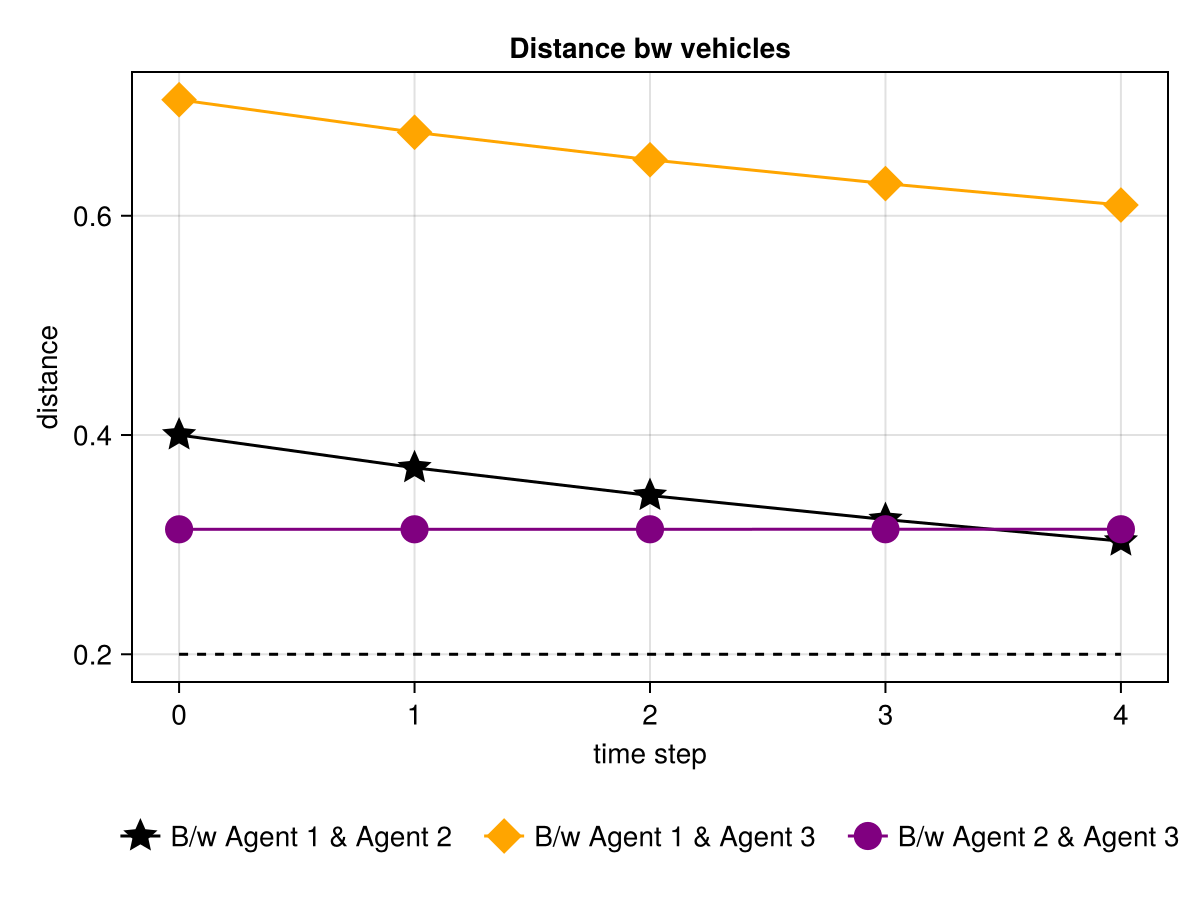 Distance bw vehicles
distance
0.6
0.4
0.2
0 1 2 3 4
time step
B/w Agent 1 & Agent 2 B/w Agent 1 & Agent 3 B/w Agent 2 & Agent 3